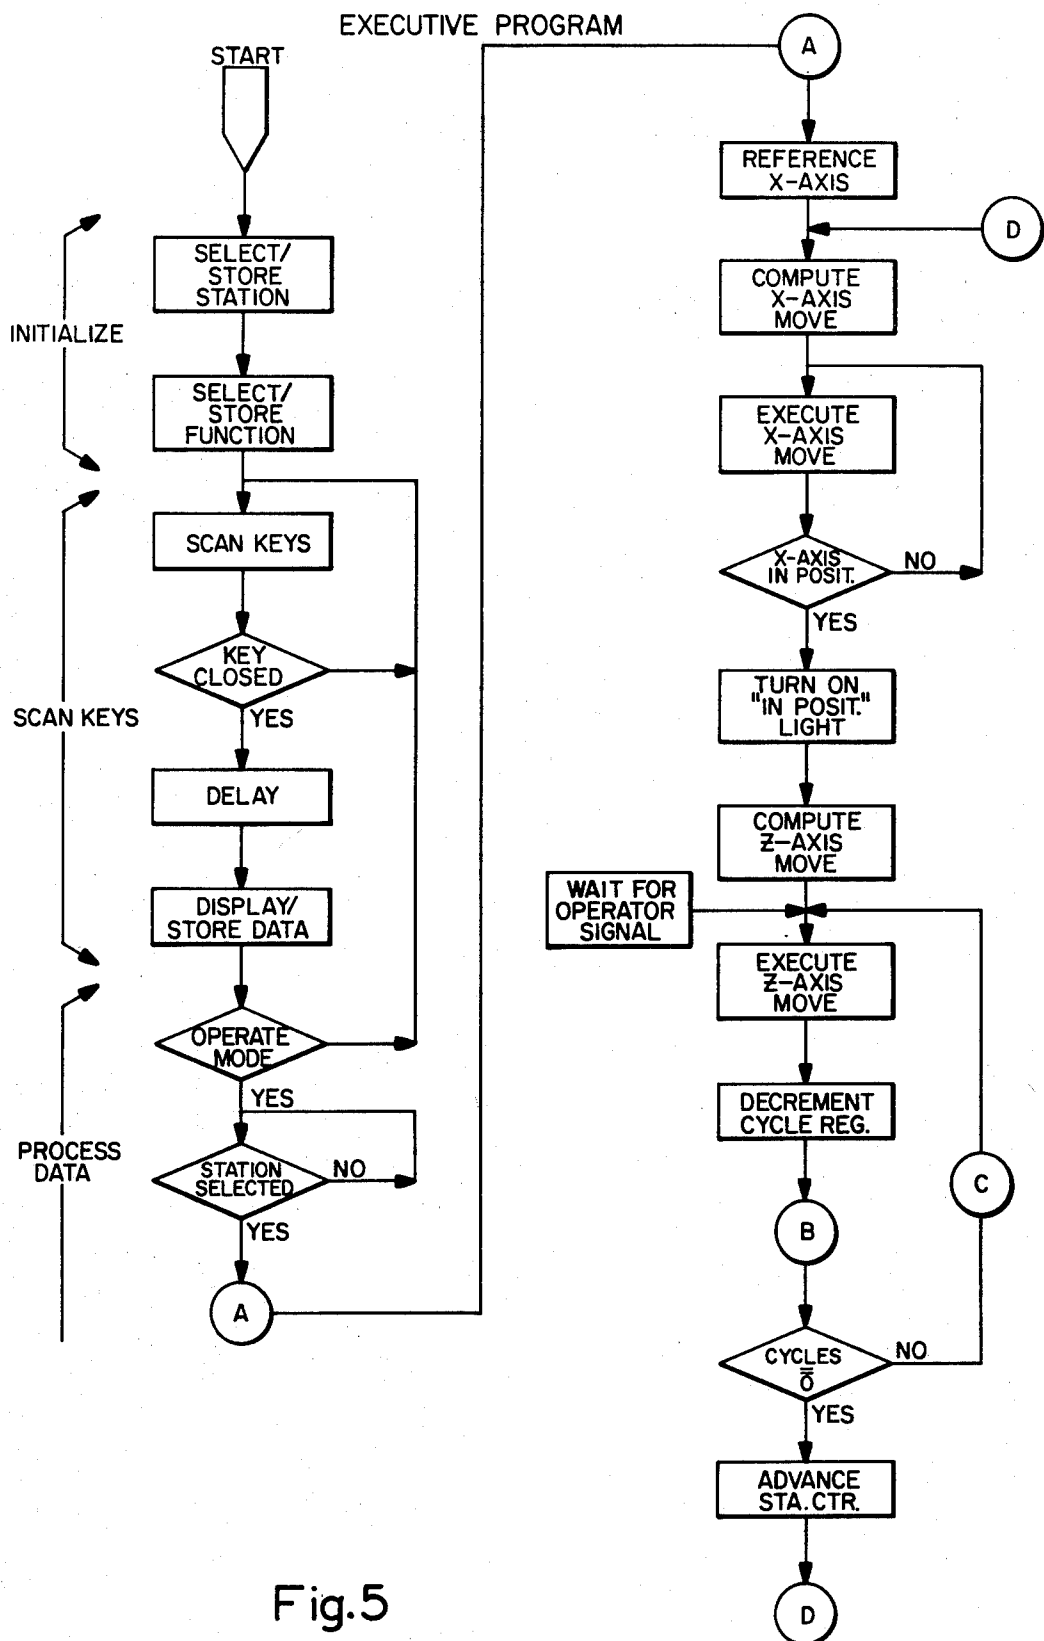 EXECUTIVE PROGRAM
START
INITIALIZE
SELECT/
STORE
STATION
SELECT/
STORE
FUNCTION
SCAN KEYS
SCAN KEYS
KEY
CLOSED
YES
DELAY
DISPLAY/
STORE DATA
PROCESS
DATA
OPERATE
MODE
YES
STATION
SELECTED
NO
YES
A
A
REFERENCE
X-AXIS
D
COMPUTE
X-AXIS
MOVE
EXECUTE
X-AXIS
MOVE
X-AXIS
IN POSIT.
NO
YES
TURN ON
"IN POSIT."
LIGHT
COMPUTE
Z-AXIS
MOVE
WAIT FOR
OPERATOR
SIGNAL
EXECUTE
Z-AXIS
MOVE
DECREMENT
CYCLE REG.
C
B
CYCLES
=
0
NO
YES
ADVANCE
STA. CTR.
D
Fig.5